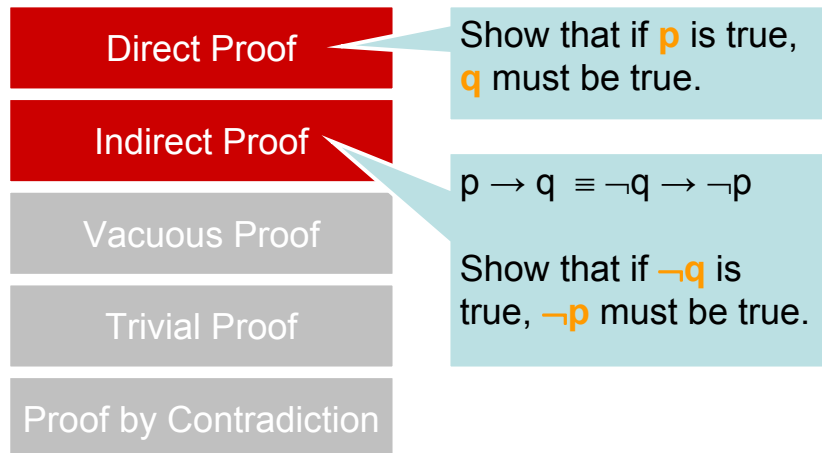 Direct Proof
Show that if p is true,
q must be true.
Indirect Proof
p → q ≡ ¬q → ¬p
Show that if ¬q is
true, ¬p must be true.
Vacuous Proof
Trivial Proof
Proof by Contradiction